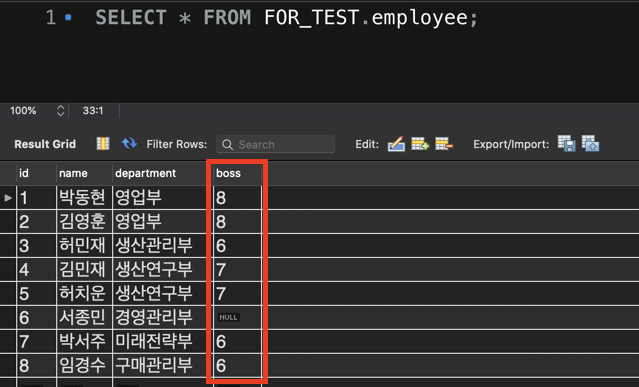 1 SELECT * FROM FOR_TEST.employee;
100% 33:1
Result Grid Filter Rows: Search Edit: Export/Import:
id name department boss
1 박동현 영업부 8
2 김영훈 영업부 8
3 허민재 생산관리부 6
4 김민재 생산연구부 7
5 허치운 생산연구부 7
6 서종민 경영관리부 NULL
7 박서주 미래전략부 6
8 임경수 구매관리부 6